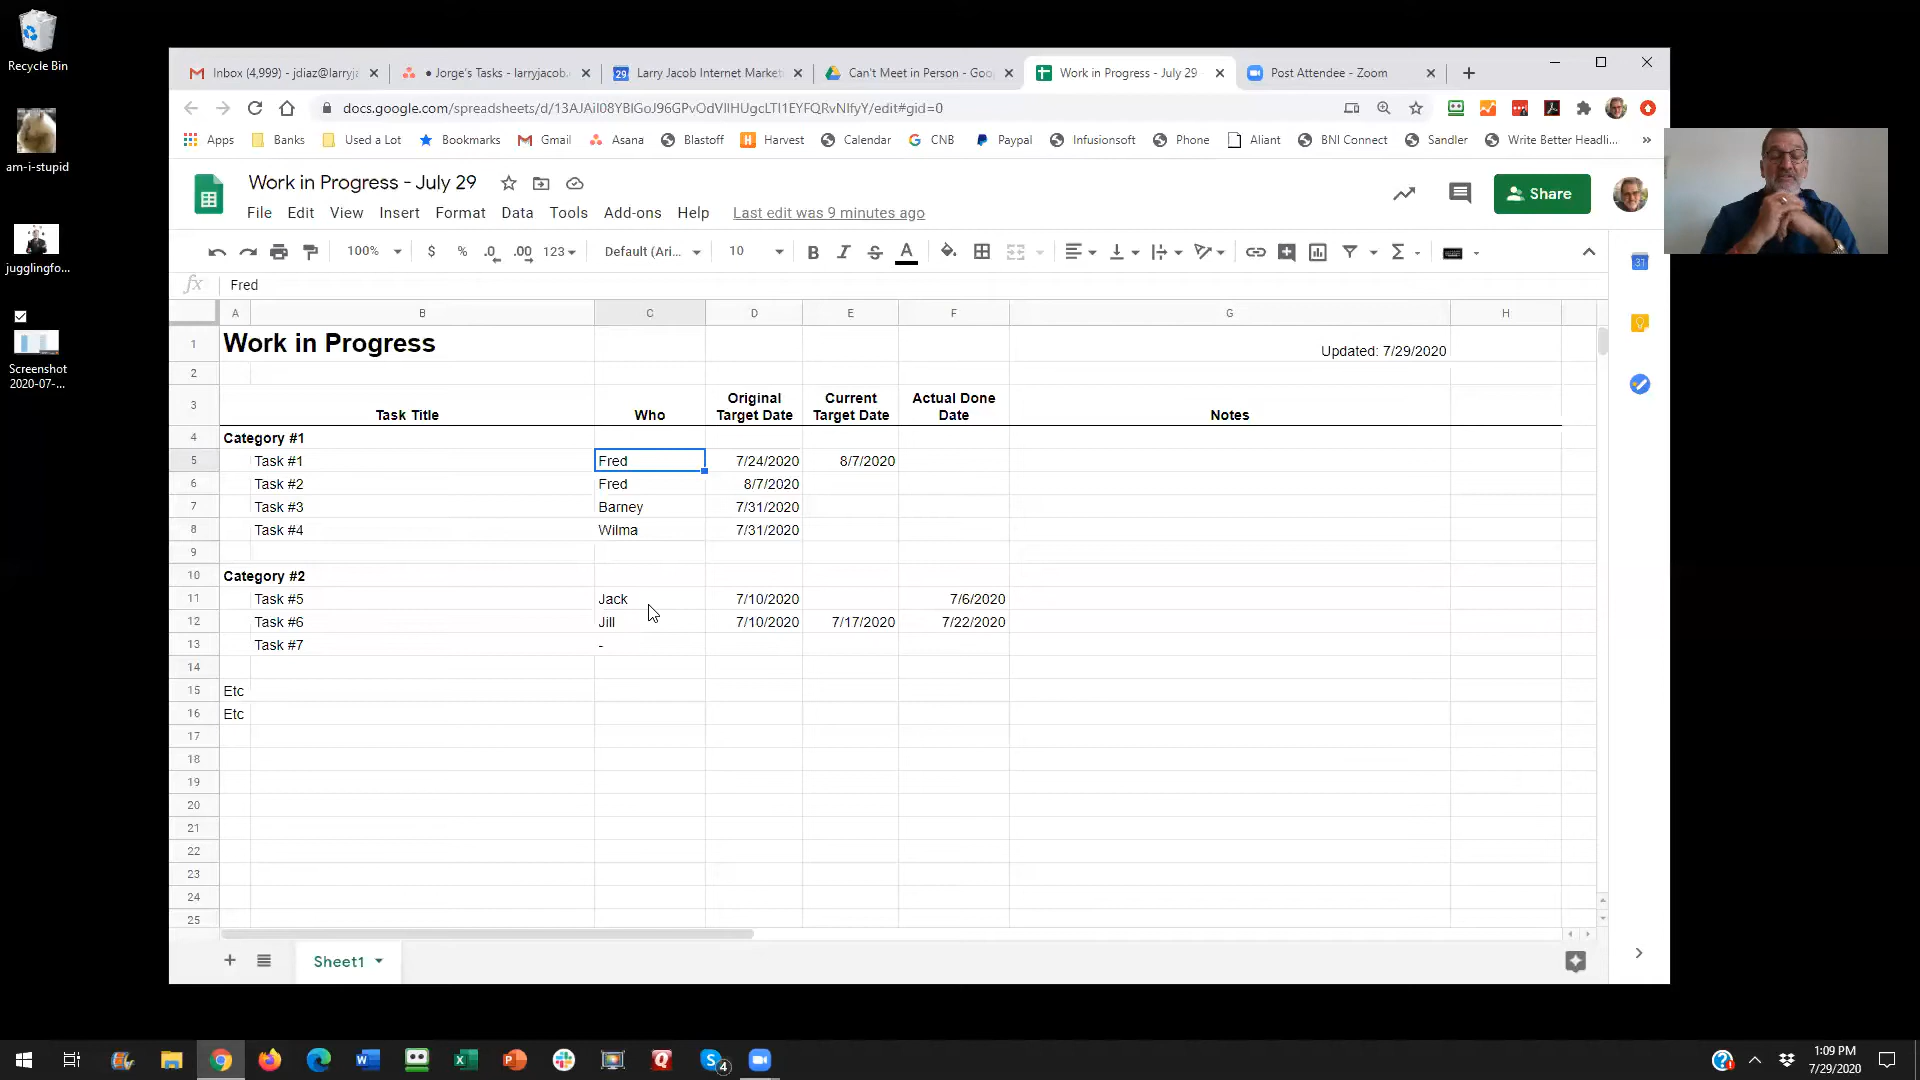 Recycle Bin
am-i-stupid
jugglingfo...
Screenshot
2020-07-...
Inbox (4,999) - jdiaz@larryja
• Jorge's Tasks - larryjacob.
29 Larry Jacob Internet Market
Can't Meet in Person - Goo
Work in Progress - July 29
Post Attendee - Zoom
Apps Banks Used a Lot Bookmarks Gmail Asana Blastoff Harvest Calendar CNB Paypal Infusionsoft Phone Aliant BNI Connect Sandler Write Better Headli... »
Work in Progress - July 29
Share
File Edit View Insert Format Data Tools Add-ons Help Last edit was 9 minutes ago
100% $ % .0 .00 123 Default (Ari... 10 B I S A Σ
31
fx Fred
A B C D E F G H
1 Work in Progress Updated: 7/29/2020
2
3 Task Title Who Original Target Date Current Target Date Actual Done Date Notes
4 Category #1
5 Task #1 Fred 7/24/2020 8/7/2020
6 Task #2 Fred 8/7/2020
7 Task #3 Barney 7/31/2020
8 Task #4 Wilma 7/31/2020
9
10 Category #2
11 Task #5 Jack 7/10/2020 7/6/2020
12 Task #6 Jill 7/10/2020 7/17/2020 7/22/2020
13 Task #7 -
14
15 Etc
16 Etc
17
18
19
20
21
22
23
24
25
+ Sheet1
4
1:09 PM
7/29/2020